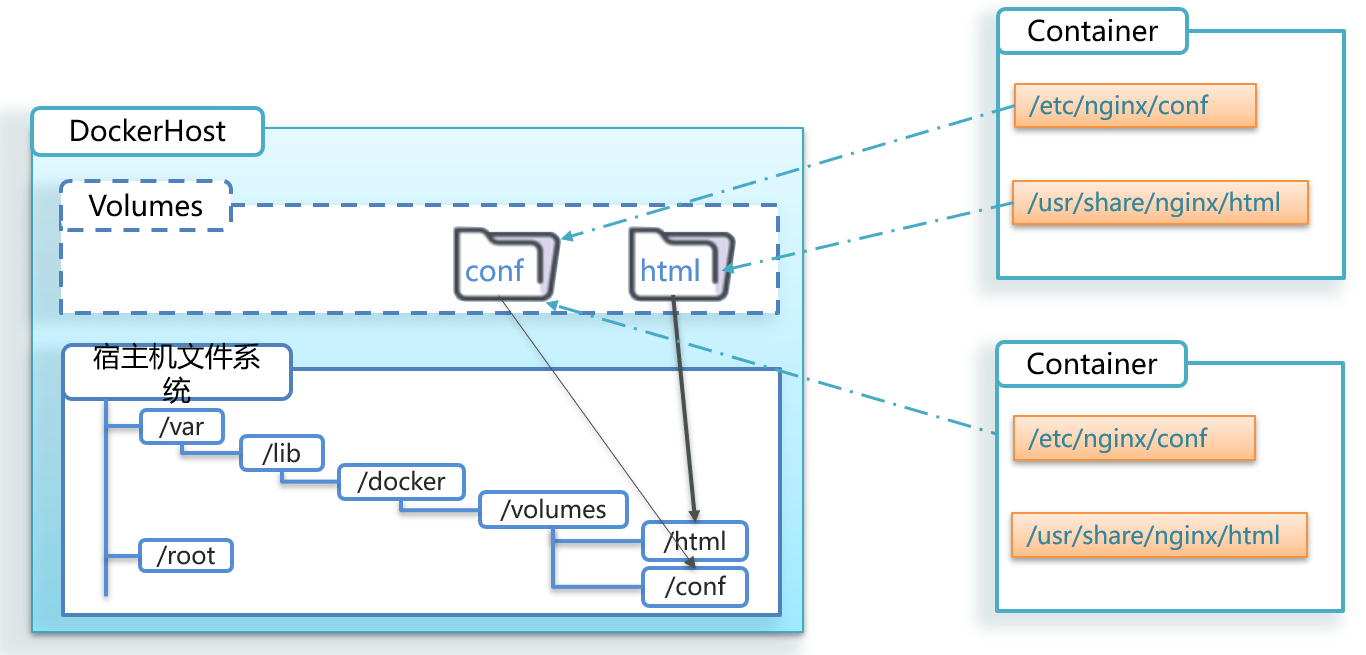 DockerHost
Volumes
conf
html
宿主机文件系
统
/var
/lib
/docker
/volumes
/html
/conf
/root
Container
/etc/nginx/conf
/usr/share/nginx/html
Container
/etc/nginx/conf
/usr/share/nginx/html